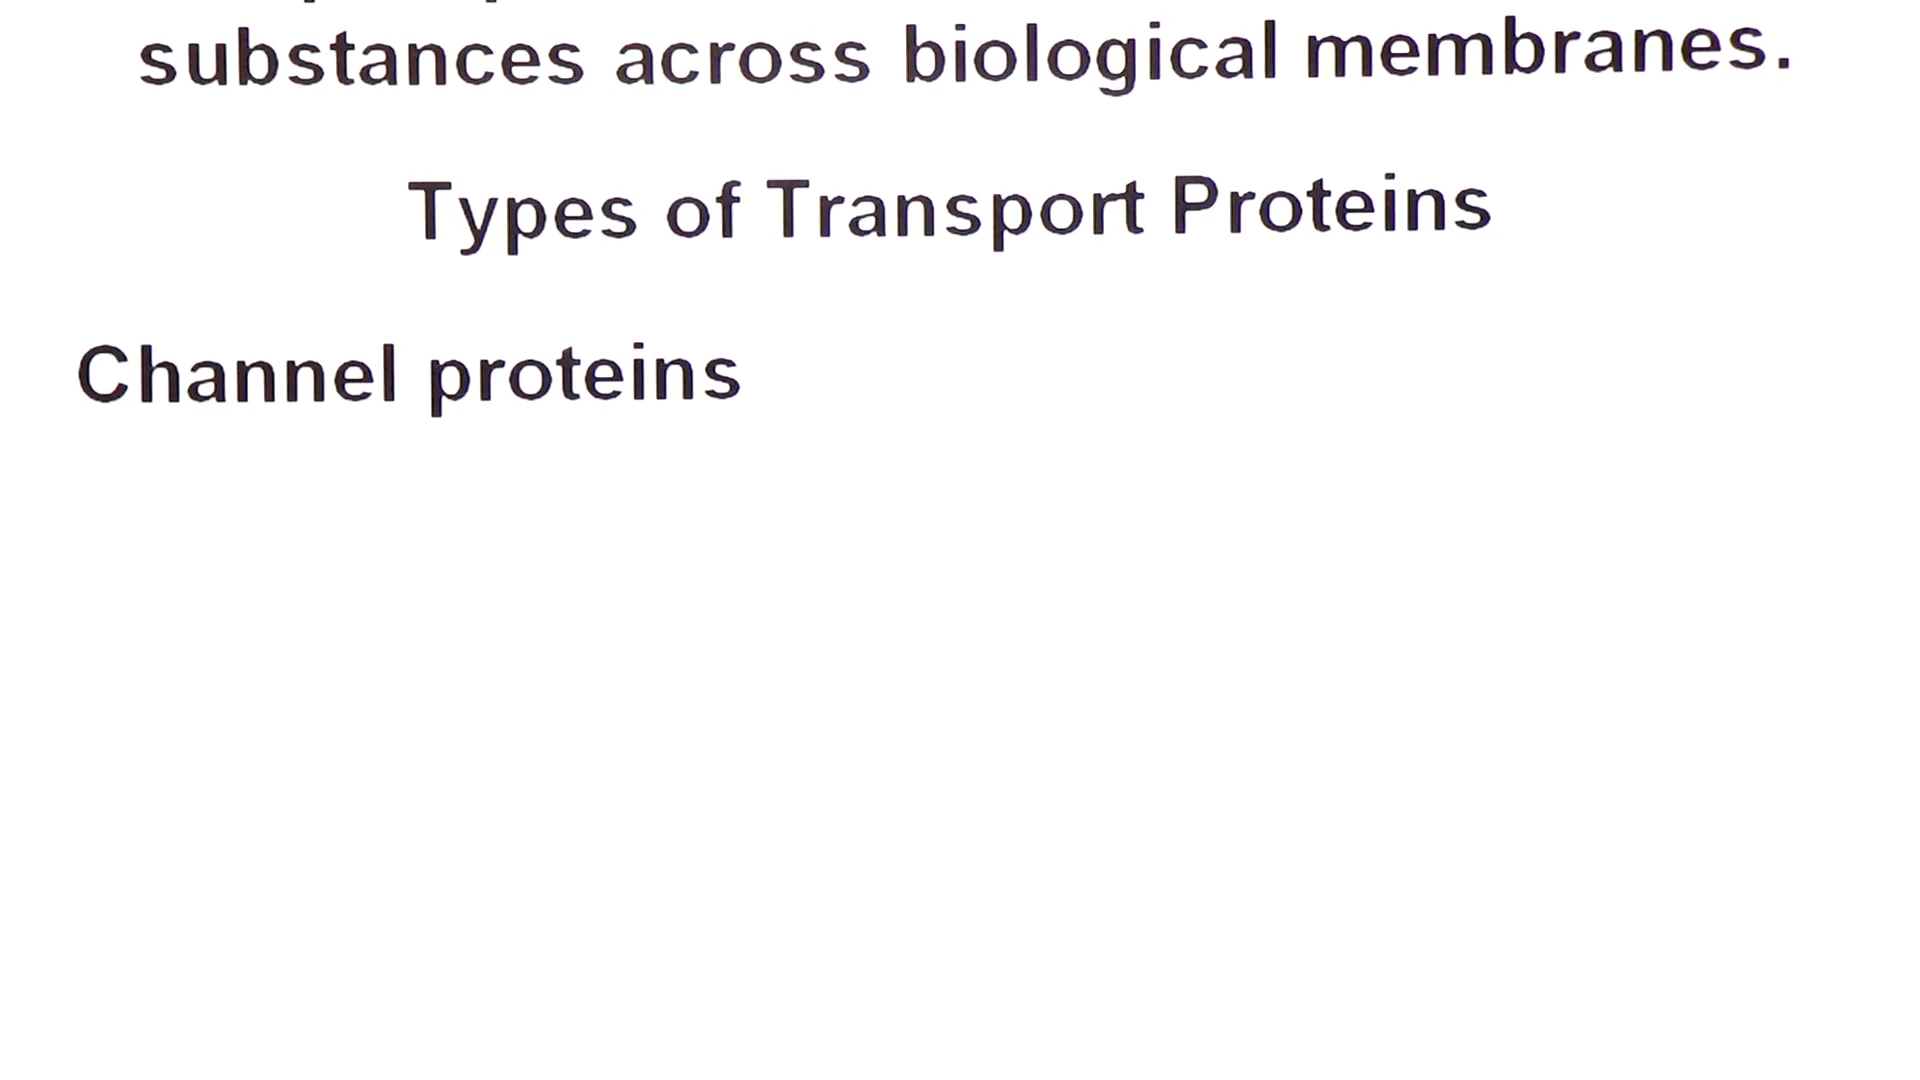 substances across biological membranes.
Types of Transport Proteins
Channel proteins